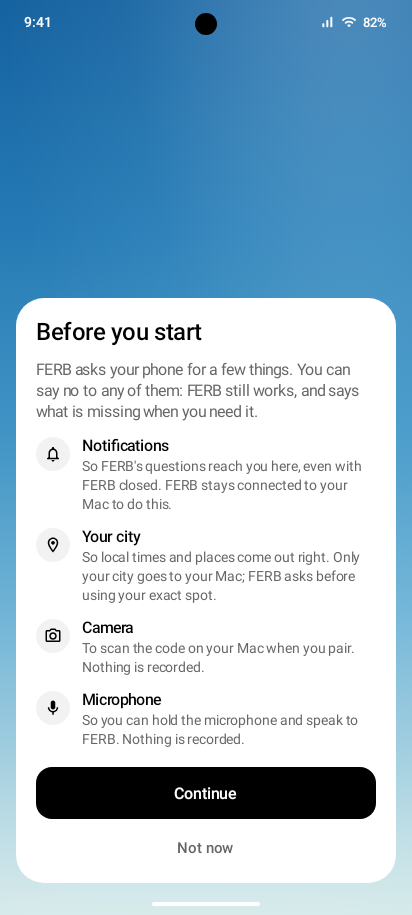 9:41
82%
Before you start
FERB asks your phone for a few things. You can
say no to any of them: FERB still works, and says
what is missing when you need it.
Notifications
So FERB's questions reach you here, even with
FERB closed. FERB stays connected to your
Mac to do this.
Your city
So local times and places come out right. Only
your city goes to your Mac; FERB asks before
using your exact spot.
Camera
To scan the code on your Mac when you pair.
Nothing is recorded.
Microphone
So you can hold the microphone and speak to
FERB. Nothing is recorded.
Continue
Not now